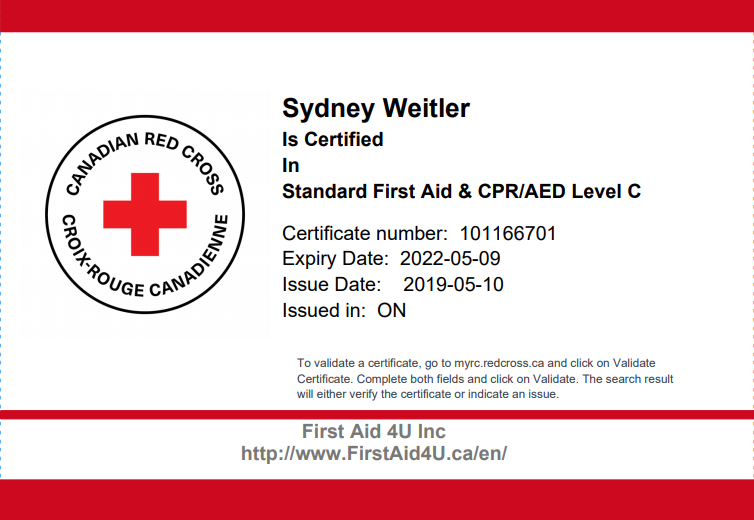 CANADIAN RED CROSS
CROIX-ROUGE CANADIENNE
Sydney Weitler
Is Certified
In
Standard First Aid & CPR/AED Level C
Certificate number: 101166701
Expiry Date: 2022-05-09
Issue Date: 2019-05-10
Issued in: ON
To validate a certificate, go to myrc.redcross.ca and click on Validate
Certificate. Complete both fields and click on Validate. The search result
will either verify the certificate or indicate an issue.
First Aid 4U Inc
http://www.FirstAid4U.ca/en/